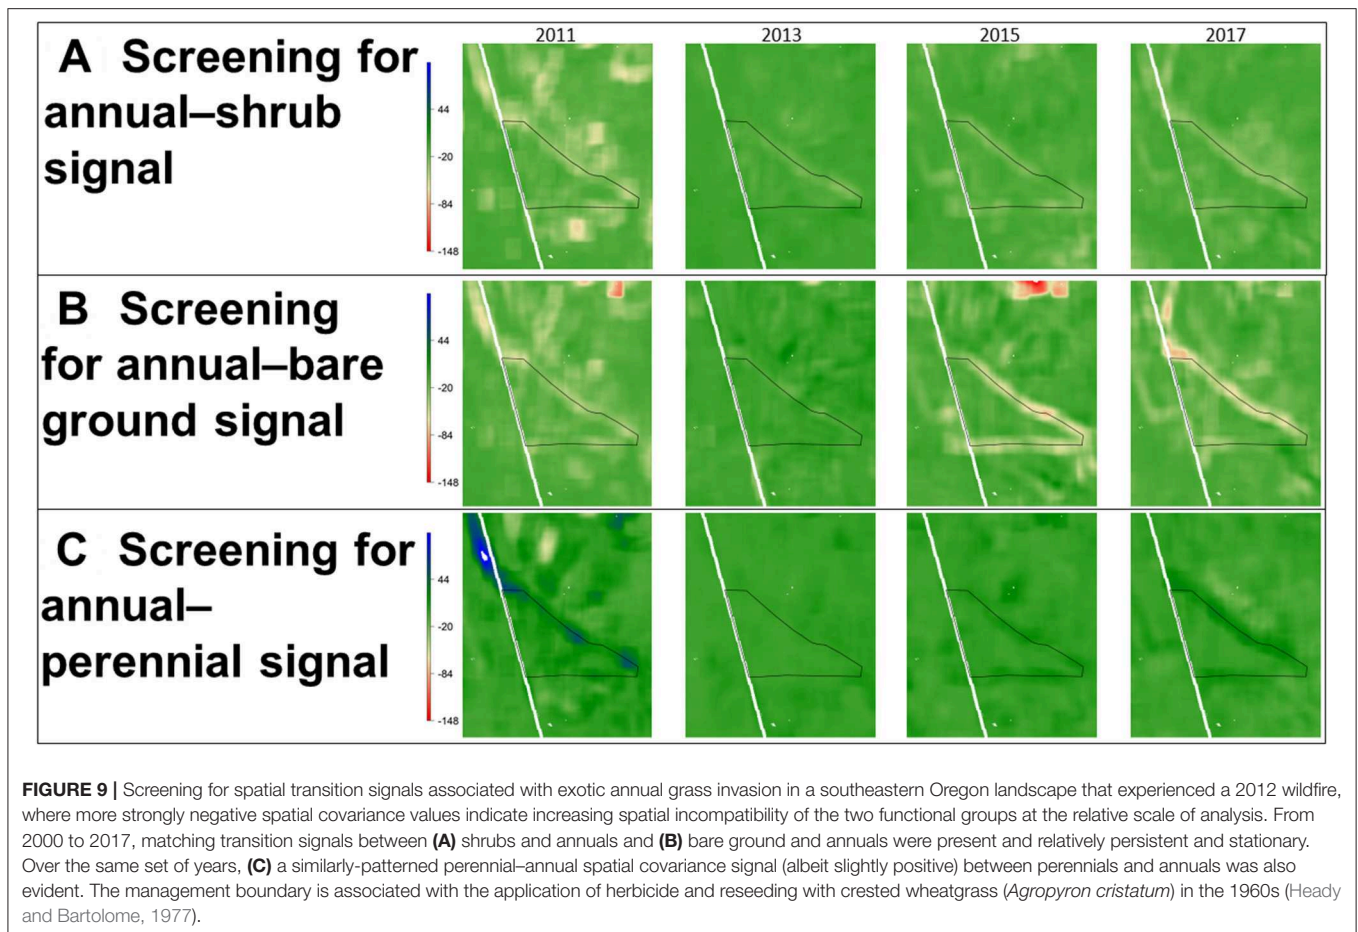 2011 2013 2015 2017
A Screening for
annual–shrub
signal
44
-20
-84
-148
B Screening
for annual–bare
ground signal
44
-20
-84
-148
C Screening for
annual–
perennial signal
44
-20
-84
-148
FIGURE 9 | Screening for spatial transition signals associated with exotic annual grass invasion in a southeastern Oregon landscape that experienced a 2012 wildfire,
where more strongly negative spatial covariance values indicate increasing spatial incompatibility of the two functional groups at the relative scale of analysis. From
2000 to 2017, matching transition signals between (A) shrubs and annuals and (B) bare ground and annuals were present and relatively persistent and stationary.
Over the same set of years, (C) a similarly-patterned perennial–annual spatial covariance signal (albeit slightly positive) between perennials and annuals was also
evident. The management boundary is associated with the application of herbicide and reseeding with crested wheatgrass (Agropyron cristatum) in the 1960s (Heady
and Bartolome, 1977).